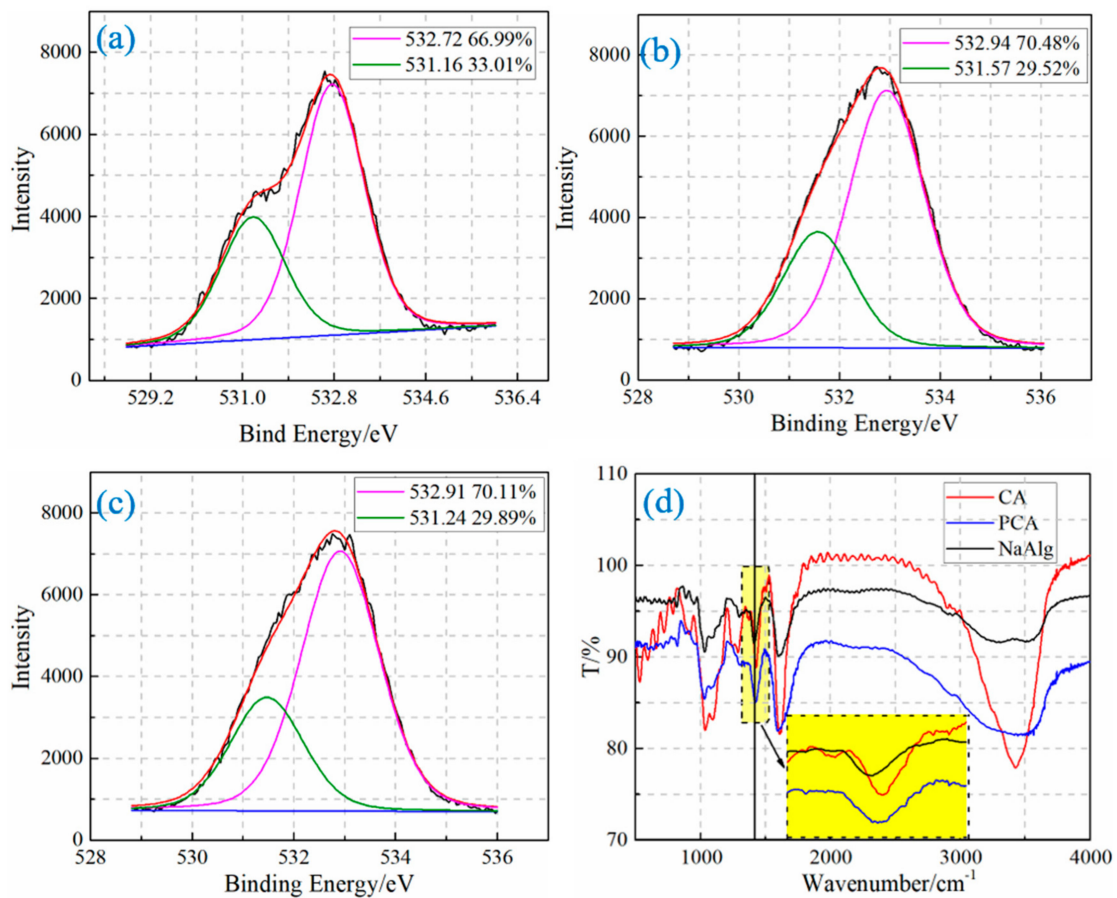 (a)
532.72 66.99%
531.16 33.01%
8000
6000
4000
2000
0
Intensity
529.2 531.0 532.8 534.6 536.4
Bind Energy/eV
(b)
532.94 70.48%
531.57 29.52%
8000
6000
4000
2000
0
Intensity
528 530 532 534 536
Binding Energy/eV
(c)
532.91 70.11%
531.24 29.89%
8000
6000
4000
2000
0
Intensity
528 530 532 534 536
Binding Energy/eV
(d)
CA
PCA
NaAlg
110
100
90
80
70
T/%
1000 2000 3000 4000
Wavenumber/cm⁻¹